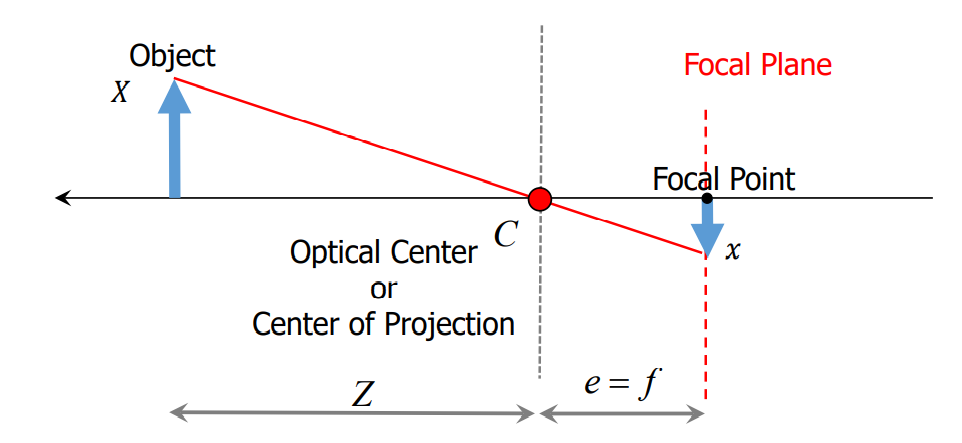 Object
X
Focal Plane
Focal Point
C
x
Optical Center
or
Center of Projection
Z
e = f